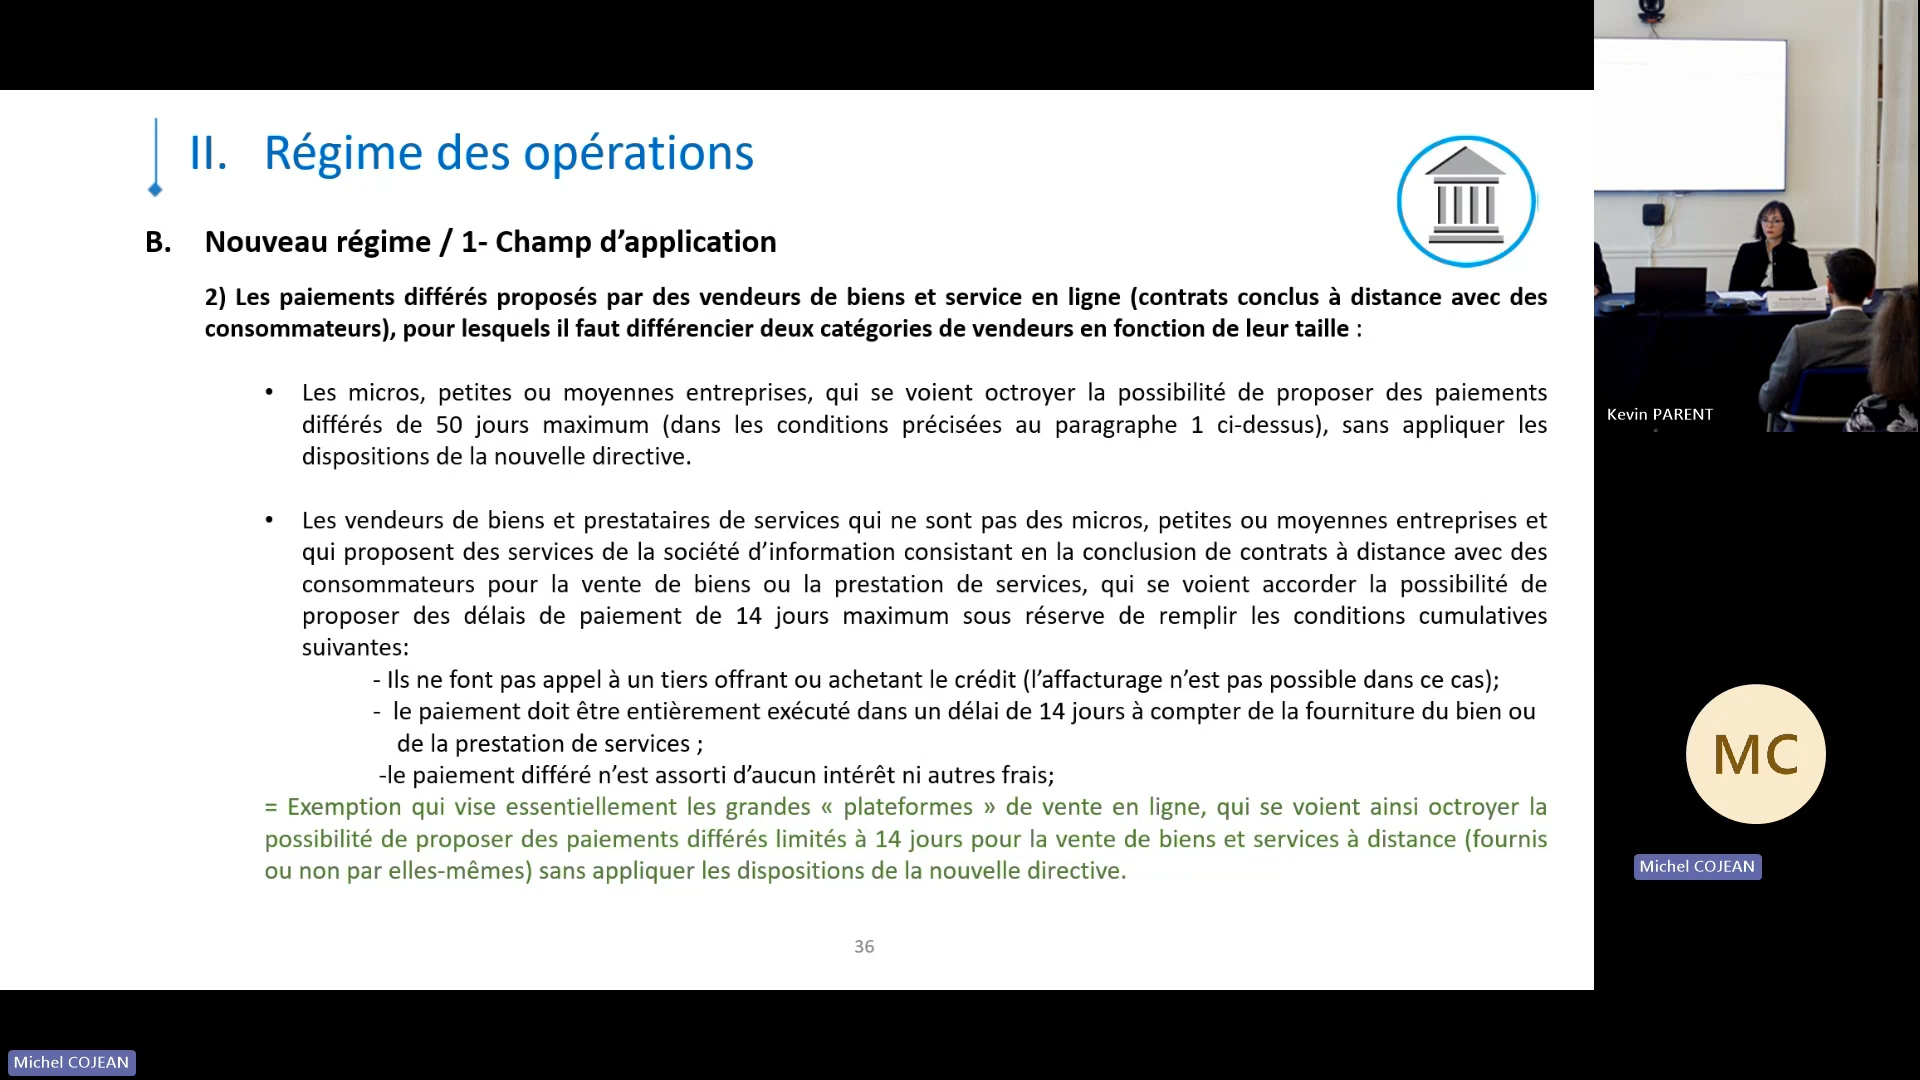 II. Régime des opérations
B. Nouveau régime / 1- Champ d’application
2) Les paiements différés proposés par des vendeurs de biens et service en ligne (contrats conclus à distance avec des
consommateurs), pour lesquels il faut différencier deux catégories de vendeurs en fonction de leur taille :
• Les micros, petites ou moyennes entreprises, qui se voient octroyer la possibilité de proposer des paiements
différés de 50 jours maximum (dans les conditions précisées au paragraphe 1 ci-dessus), sans appliquer les
dispositions de la nouvelle directive.
• Les vendeurs de biens et prestataires de services qui ne sont pas des micros, petites ou moyennes entreprises et
qui proposent des services de la société d’information consistant en la conclusion de contrats à distance avec des
consommateurs pour la vente de biens ou la prestation de services, qui se voient accorder la possibilité de
proposer des délais de paiement de 14 jours maximum sous réserve de remplir les conditions cumulatives
suivantes:
- Ils ne font pas appel à un tiers offrant ou achetant le crédit (l’affacturage n’est pas possible dans ce cas);
- le paiement doit être entièrement exécuté dans un délai de 14 jours à compter de la fourniture du bien ou
de la prestation de services ;
-le paiement différé n’est assorti d’aucun intérêt ni autres frais;
= Exemption qui vise essentiellement les grandes « plateformes » de vente en ligne, qui se voient ainsi octroyer la
possibilité de proposer des paiements différés limités à 14 jours pour la vente de biens et services à distance (fournis
ou non par elles-mêmes) sans appliquer les dispositions de la nouvelle directive.
36
Kevin PARENT
MC
Michel COJEAN
Michel COJEAN